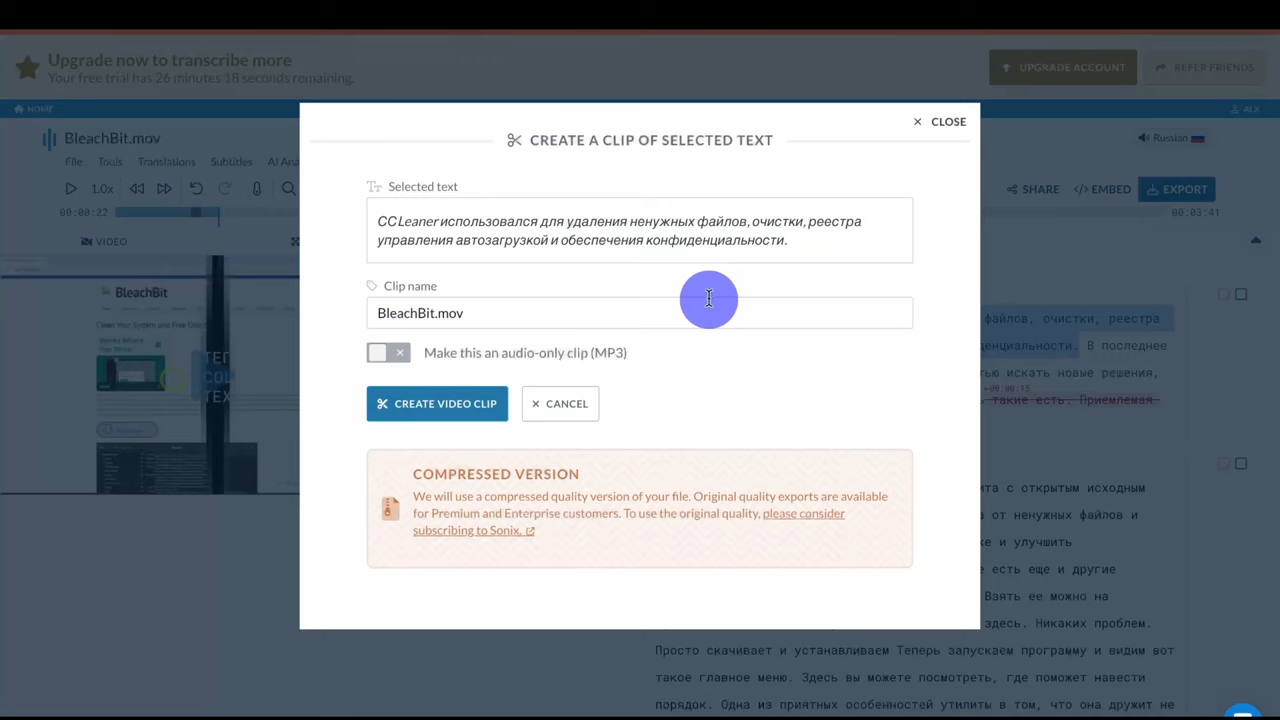 Upgrade now to transcribe more
Your free trial has 26 minutes 18 seconds remaining.
UPGRADE ACCOUNT
REFER FRIENDS
HOME
ALX
BleachBit.mov
Russian
File Tools Translations Subtitles AI Ana
1.0x
SHARE
EMBED
EXPORT
00:00:22
00:03:41
VIDEO
BleachBit
CLOSE
CREATE A CLIP OF SELECTED TEXT
Selected text
CCLeaner использовался для удаления ненужных файлов, очистки, реестра
управления автозагрузкой и обеспечения конфиденциальности.
Clip name
BleachBit.mov
Make this an audio-only clip (MP3)
CREATE VIDEO CLIP
CANCEL
COMPRESSED VERSION
We will use a compressed quality version of your file. Original quality exports are available
for Premium and Enterprise customers. To use the original quality, please consider
subscribing to Sonix.
файлов, очистки, реестра
денциальности. В последнее
тью искать новые решения,
+00:00:15
ь такие есть. Приемлемая
ита с открытым исходным
а от ненужных файлов и
ке и улучшить
есть еще и другие
Взять ее можно на
здесь. Никаких проблем.
Просто скачивает и устанавливаем Теперь запускаем программу и видим вот
такое главное меню. Здесь вы можете посмотреть, где поможет навести
порядок. Одна из приятных особенностей утилить в том, что она дружит не